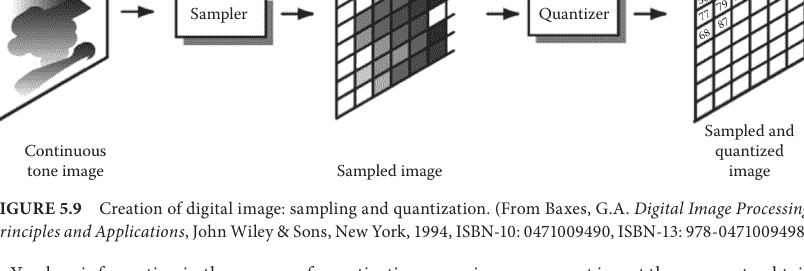 Sampler
Quantizer
77 79
68 87
Continuous
tone image
Sampled image
Sampled and
quantized
image
IGURE 5.9 Creation of digital image: sampling and quantization. (From Baxes, G.A. Digital Image Processing
rinciples and Applications, John Wiley & Sons, New York, 1994, ISBN-10: 0471009490, ISBN-13: 978-0471009498